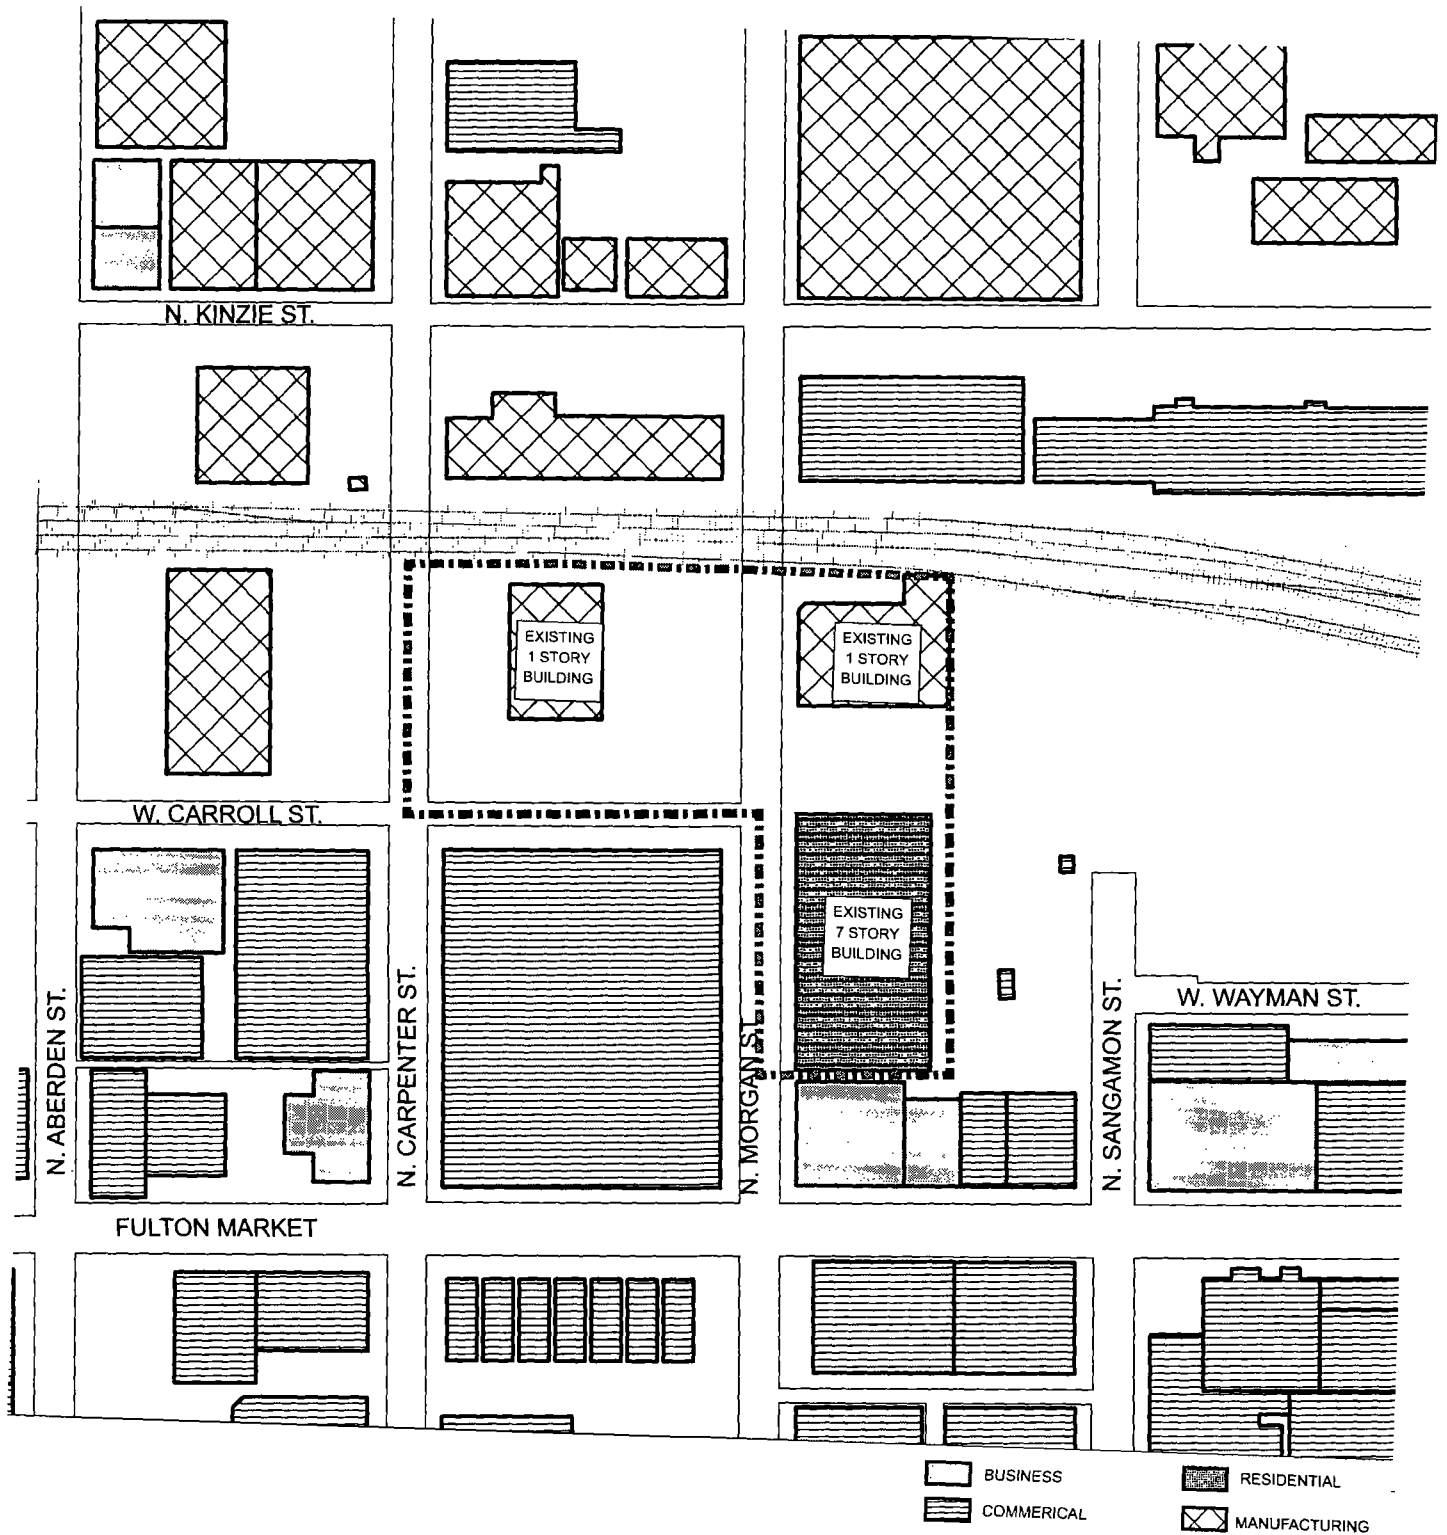 N. KINZIE ST.
EXISTING
1 STORY
BUILDING
EXISTING
1 STORY
BUILDING
W. CARROLL ST.
EXISTING
7 STORY
BUILDING
N. ABERDEN ST.
N. CARPENTER ST.
N. MORGAN ST.
N. SANGAMON ST.
W. WAYMAN ST.
FULTON MARKET
BUSINESS
RESIDENTIAL
COMMERICAL
MANUFACTURING